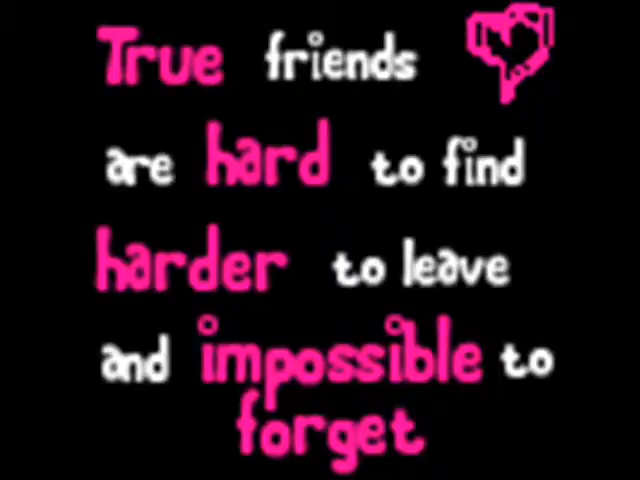 True friends
are hard to find
harder to leave
and impossible to
forget